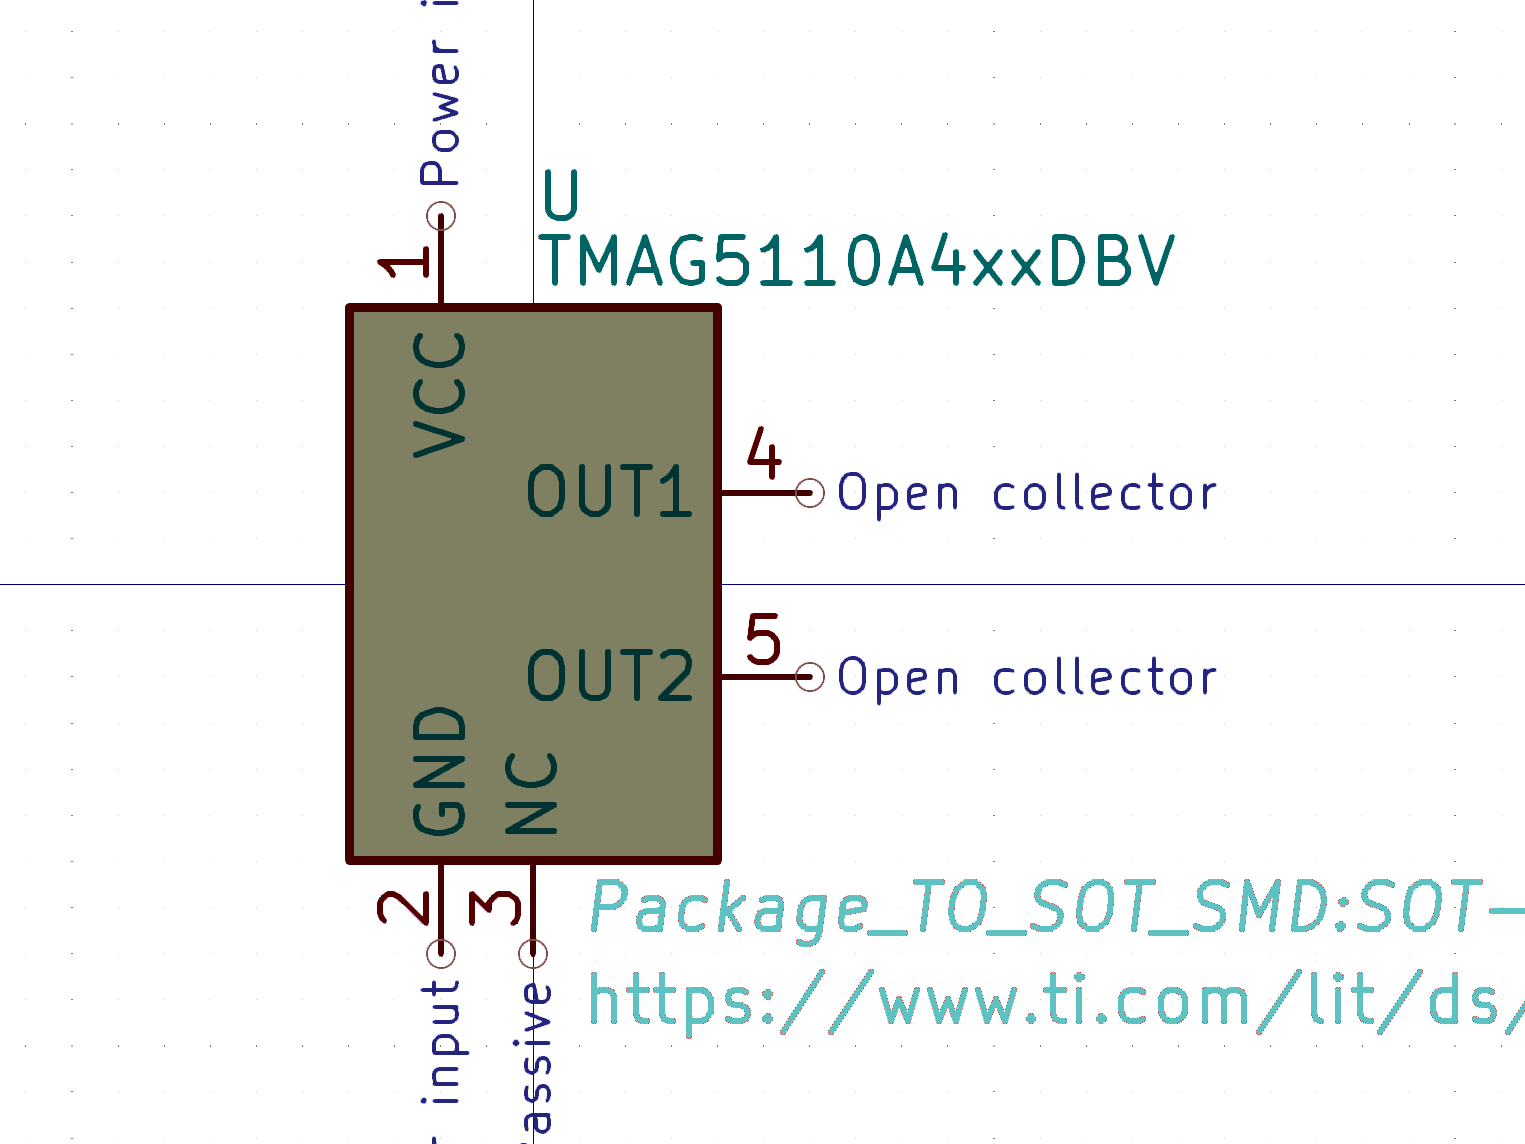 Power i
U
TMAG5110A4xxDBV
1
VCC
4
OUT1
Open collector
5
OUT2
Open collector
GND
NC
2
3
input
Package_TO_SOT_SMD:SOT-
https://www.ti.com/lit/ds/